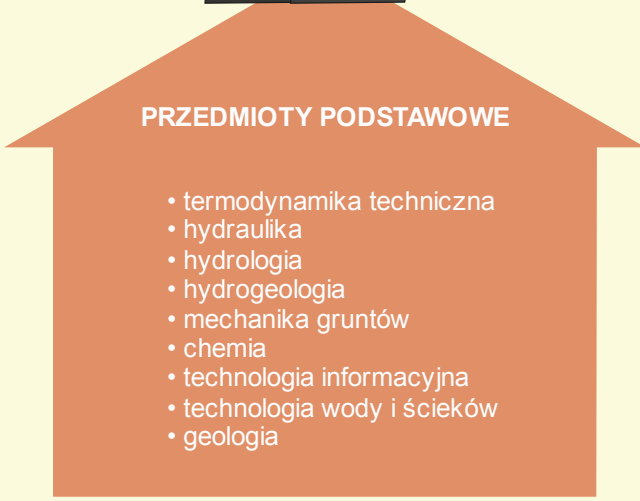 PRZEDMIOTY PODSTAWOWE
• termodynamika techniczna
• hydraulika
• hydrologia
• hydrogeologia
• mechanika gruntów
• chemia
• technologia informacyjna
• technologia wody i ścieków
• geologia